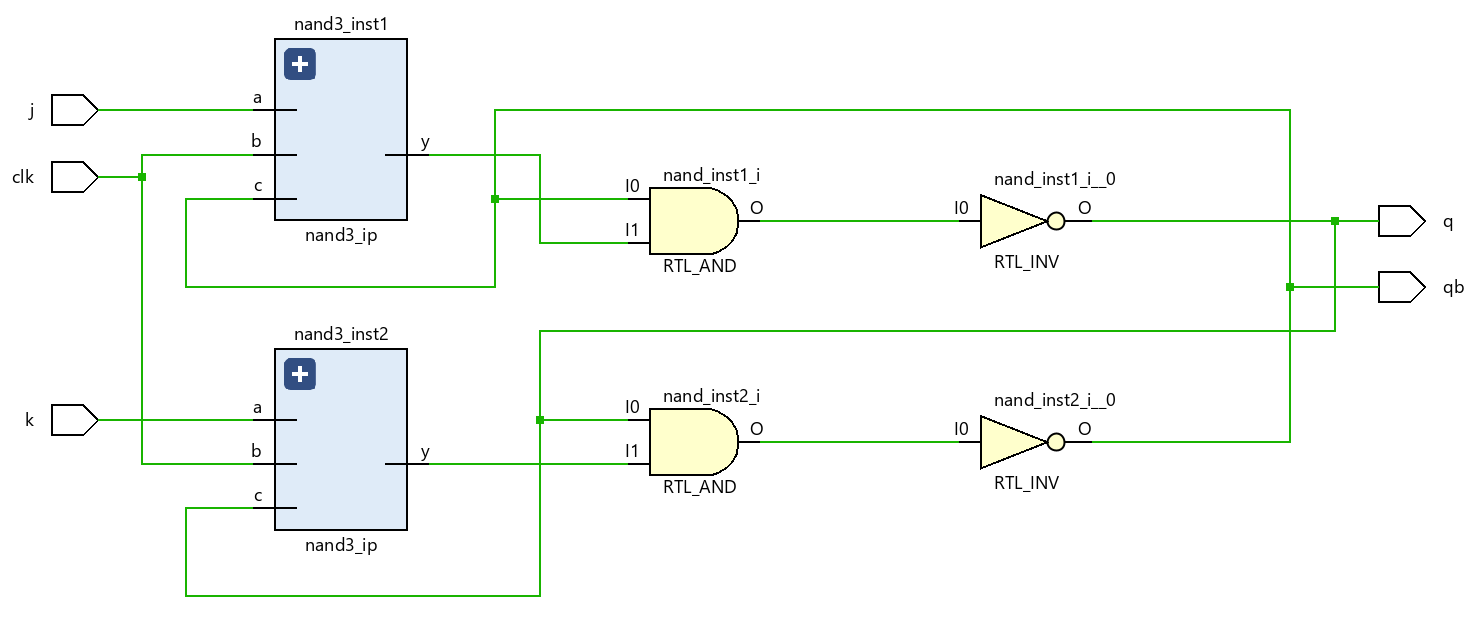 nand3_inst1
j
a
b
y
clk
c
nand3_ip
nand_inst1_i
I0
O
I1
RTL_AND
nand_inst1_i__0
I0
O
RTL_INV
q
qb
nand3_inst2
k
a
b
y
c
nand3_ip
nand_inst2_i
I0
O
I1
RTL_AND
nand_inst2_i__0
I0
O
RTL_INV